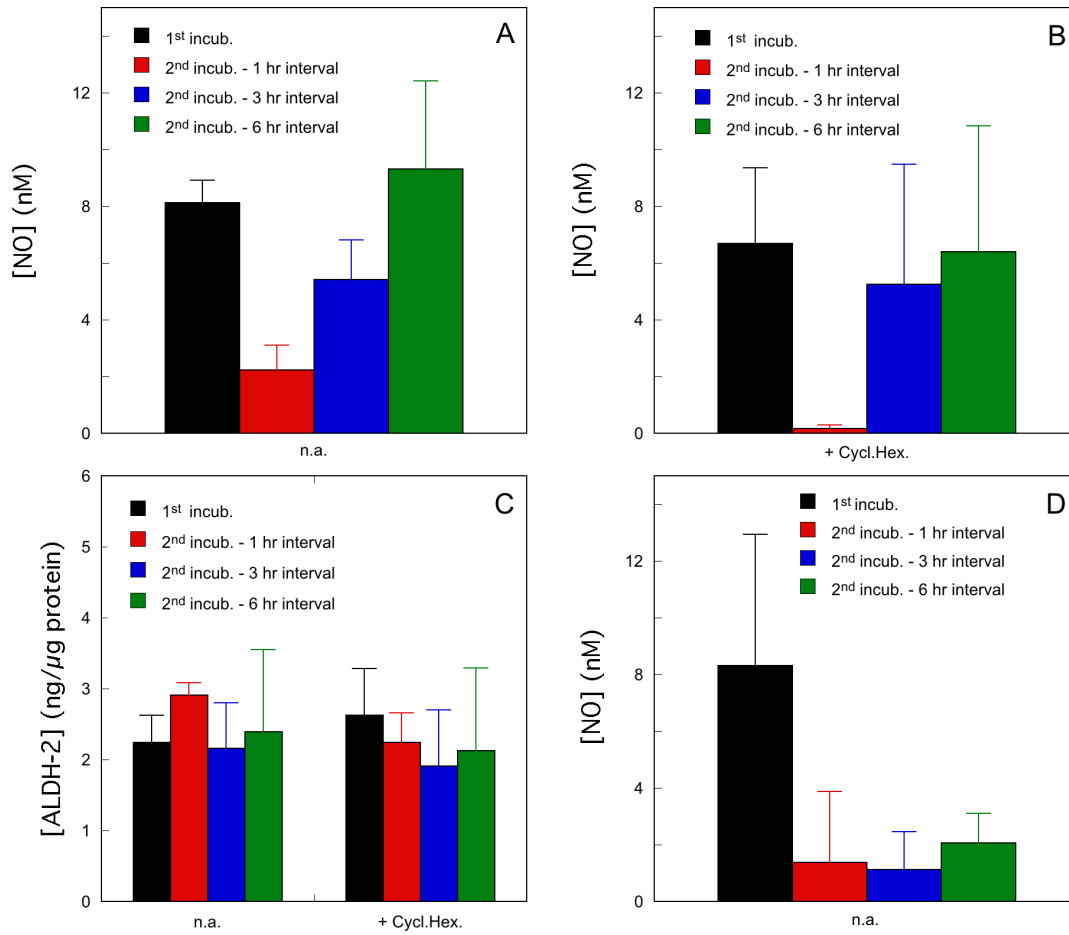 A
1st incub.
2nd incub. - 1 hr interval
2nd incub. - 3 hr interval
2nd incub. - 6 hr interval
[NO] (nM)
12
8
4
0
n.a.
B
1st incub.
2nd incub. - 1 hr interval
2nd incub. - 3 hr interval
2nd incub. - 6 hr interval
[NO] (nM)
12
8
4
0
+ Cycl.Hex.
C
1st incub.
2nd incub. - 1 hr interval
2nd incub. - 3 hr interval
2nd incub. - 6 hr interval
[ALDH-2] (ng/µg protein)
6
5
4
3
2
1
0
n.a.
+ Cycl.Hex.
D
1st incub.
2nd incub. - 1 hr interval
2nd incub. - 3 hr interval
2nd incub. - 6 hr interval
[NO] (nM)
12
8
4
0
n.a.